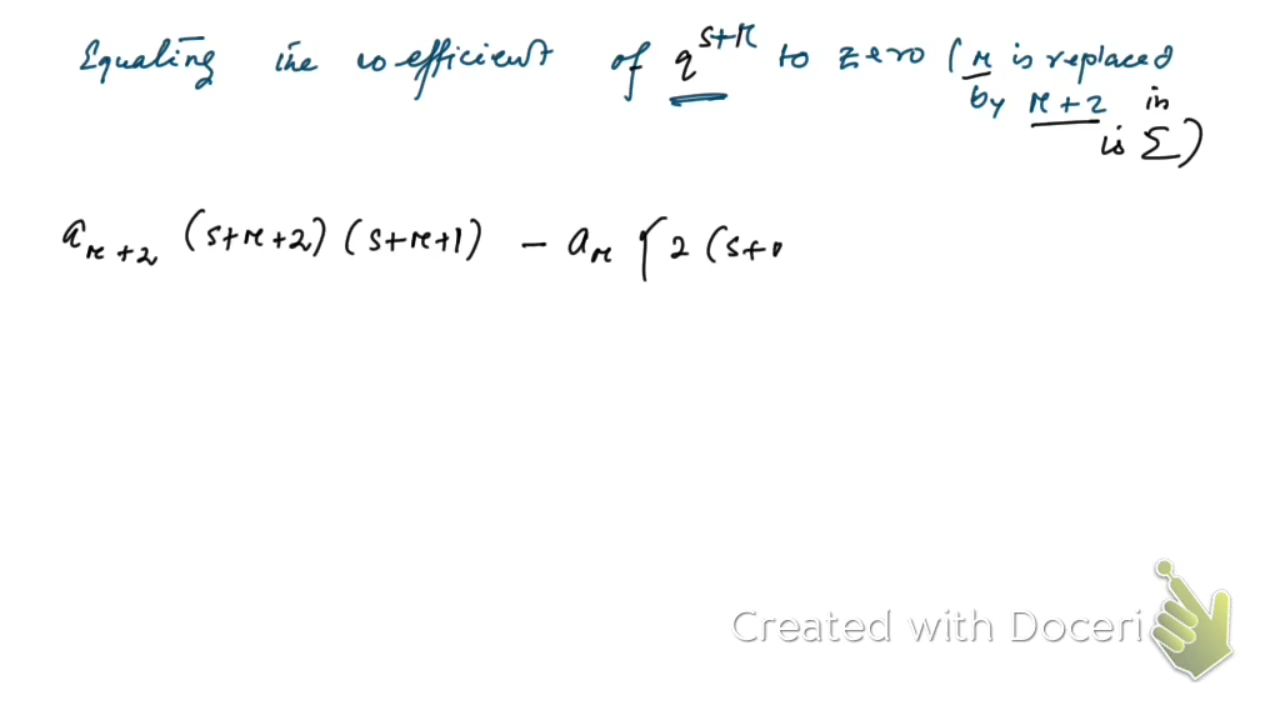 Equating the coefficient of q^{s+r} to zero ( r is replaced
by r+2 in
is Σ )
a_{r+2} (s+r+2) (s+r+1) - a_r { 2 (s+
Created with Doceri